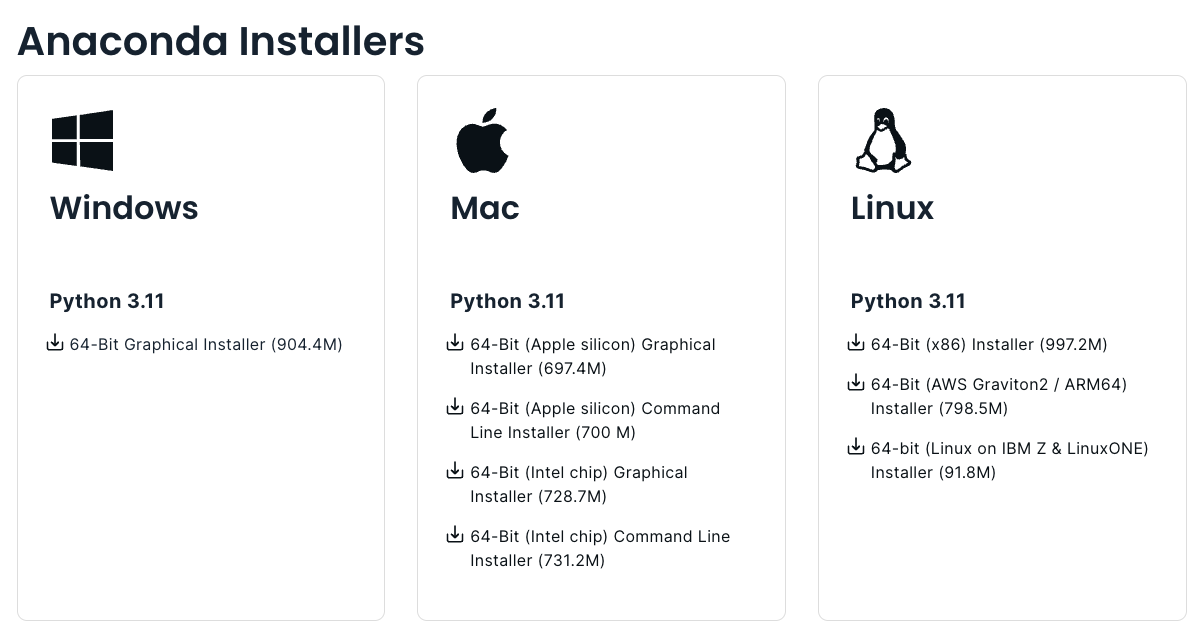 Anaconda Installers
Windows
Python 3.11
64-Bit Graphical Installer (904.4M)
Mac
Python 3.11
64-Bit (Apple silicon) Graphical
Installer (697.4M)
64-Bit (Apple silicon) Command
Line Installer (700 M)
64-Bit (Intel chip) Graphical
Installer (728.7M)
64-Bit (Intel chip) Command Line
Installer (731.2M)
Linux
Python 3.11
64-Bit (x86) Installer (997.2M)
64-Bit (AWS Graviton2 / ARM64)
Installer (798.5M)
64-bit (Linux on IBM Z & LinuxONE)
Installer (91.8M)